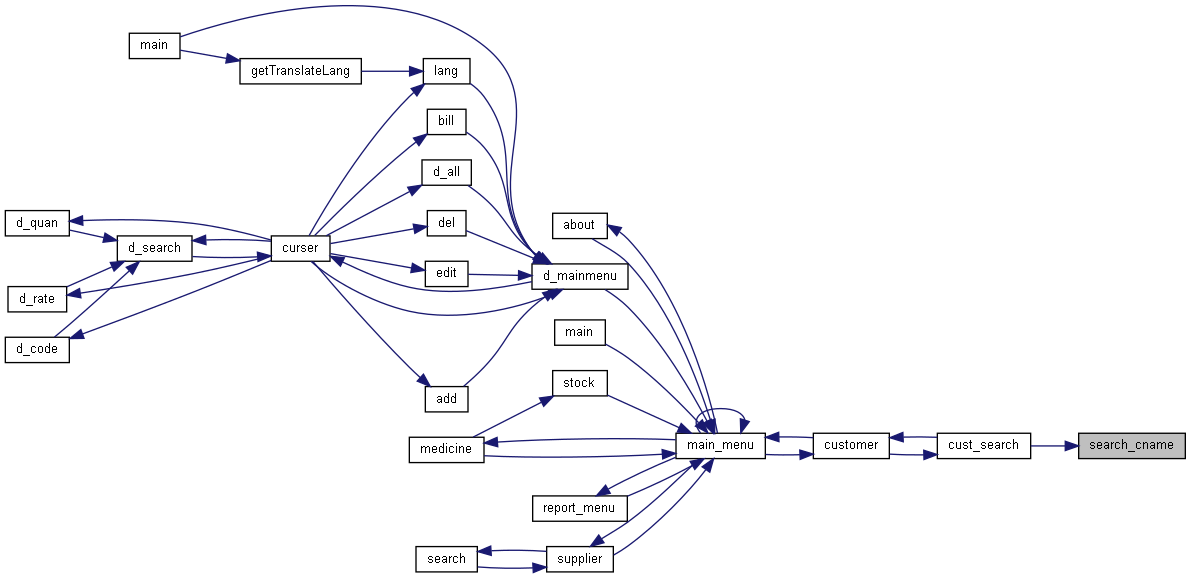 main
getTranslateLang
lang
bill
d_all
d_quan
del
about
d_search
curser
edit
d_mainmenu
d_rate
main
d_code
stock
add
medicine
main_menu
customer
cust_search
search_cname
report_menu
search
supplier